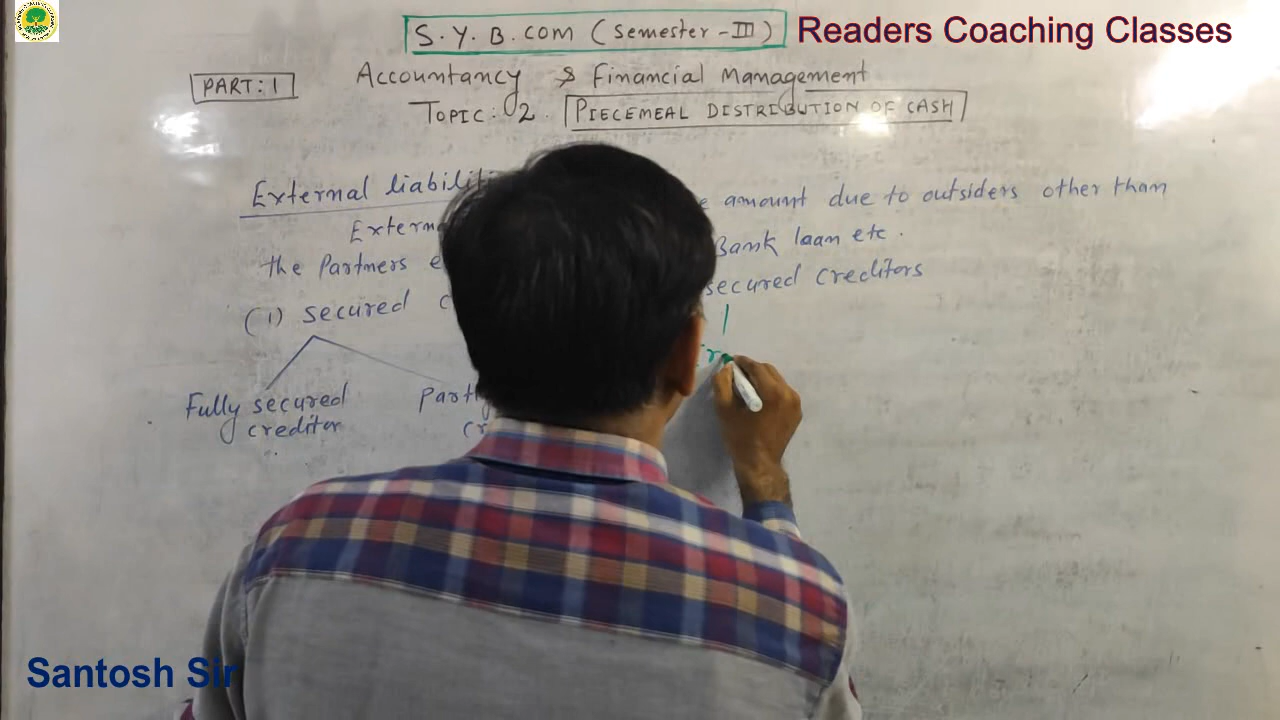 S.Y.B.COM (Semester-III)
Readers Coaching Classes
PART:1
Accountancy & Financial Management
TOPIC: 2. PIECEMEAL DISTRIBUTION OF CASH
External liabiliti
amount due to outsiders other than
Extern
Bank loan etc.
the Partners e
(1) secured c
secured creditors
Fully secured
creditor
Partly
(cr
Santosh Sir